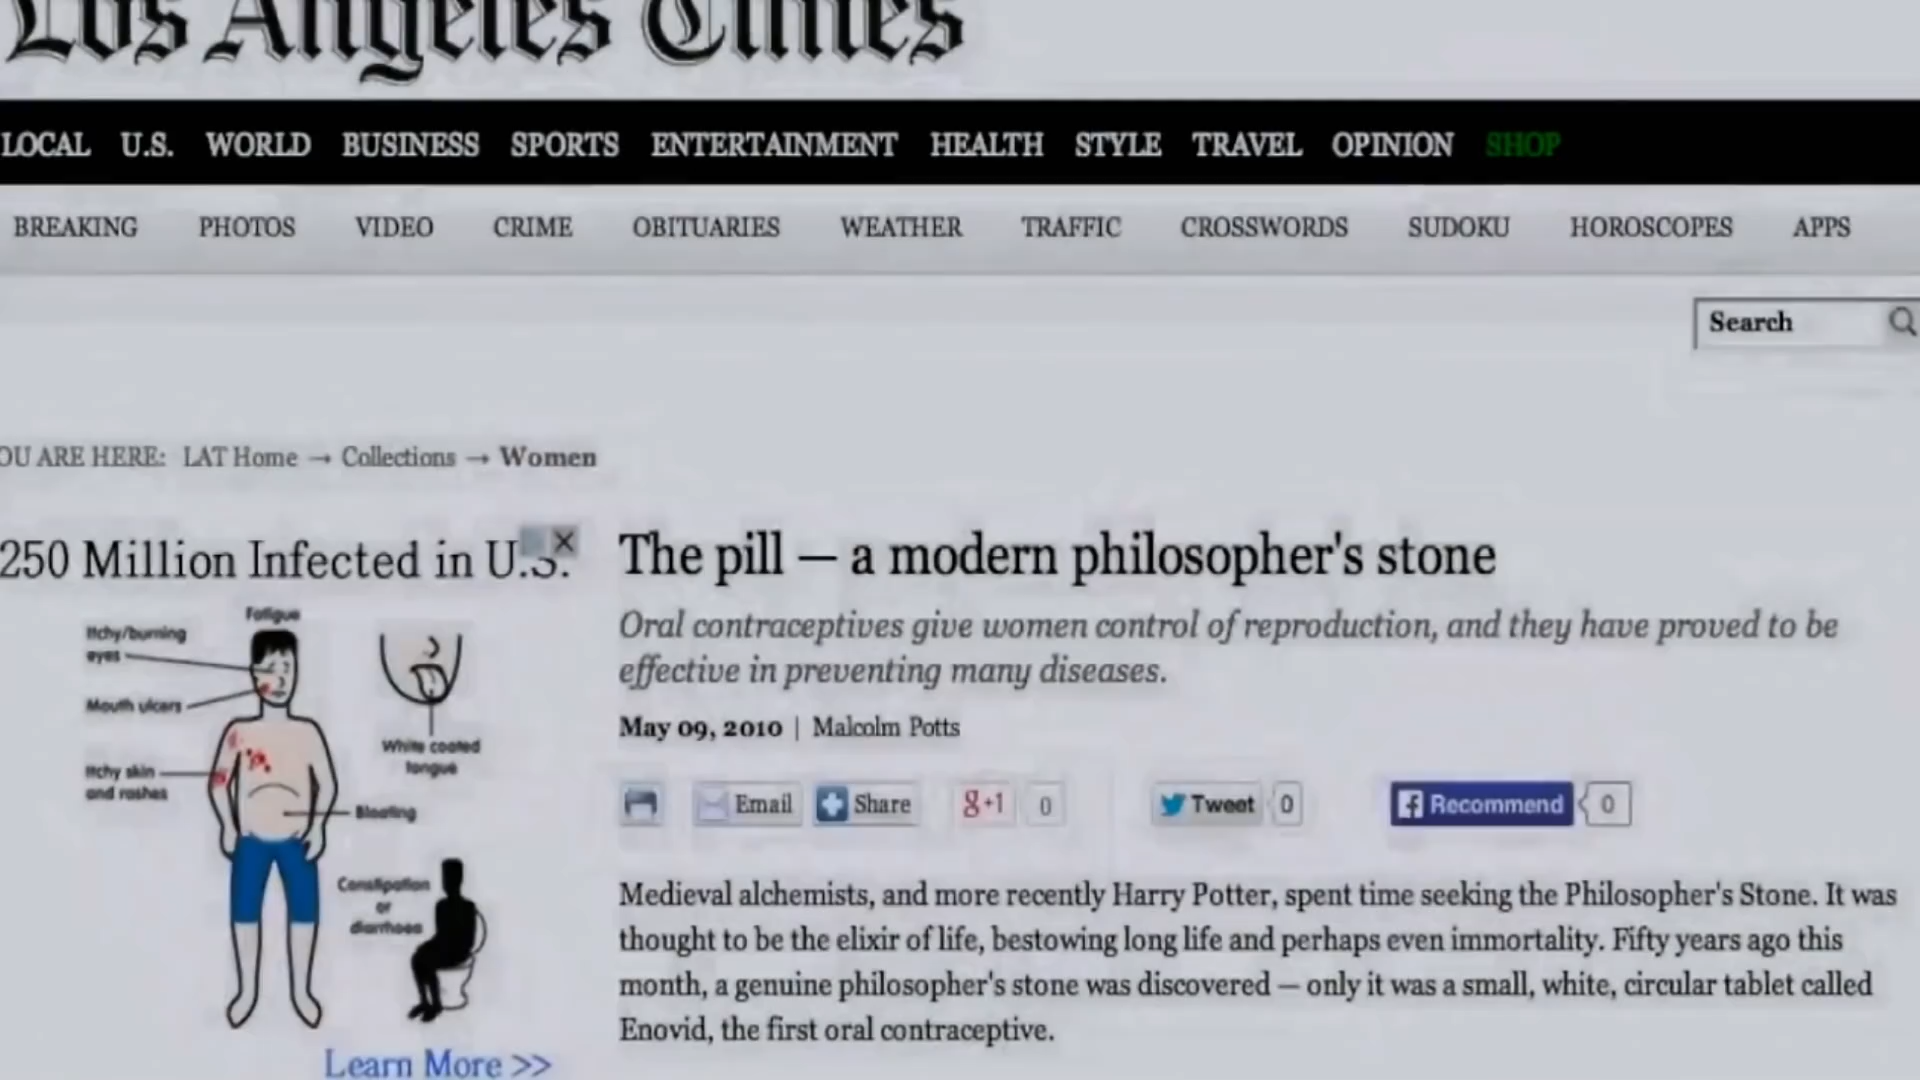 Los Angeles Times
LOCAL U.S. WORLD BUSINESS SPORTS ENTERTAINMENT HEALTH STYLE TRAVEL OPINION SHOP
BREAKING PHOTOS VIDEO CRIME OBITUARIES WEATHER TRAFFIC CROSSWORDS SUDOKU HOROSCOPES APPS
Search
OU ARE HERE: LAT Home → Collections → Women
250 Million Infected in U.S.
Fatigue
Itchy/burning
eyes
Mouth ulcers
White coated
tongue
Itchy skin
and rashes
Bloating
Constipation
or
diarrhoea
Learn More >>
The pill — a modern philosopher's stone
Oral contraceptives give women control of reproduction, and they have proved to be
effective in preventing many diseases.
May 09, 2010 | Malcolm Potts
Email Share g+1 0 Tweet 0 Recommend 0
Medieval alchemists, and more recently Harry Potter, spent time seeking the Philosopher's Stone. It was
thought to be the elixir of life, bestowing long life and perhaps even immortality. Fifty years ago this
month, a genuine philosopher's stone was discovered — only it was a small, white, circular tablet called
Enovid, the first oral contraceptive.